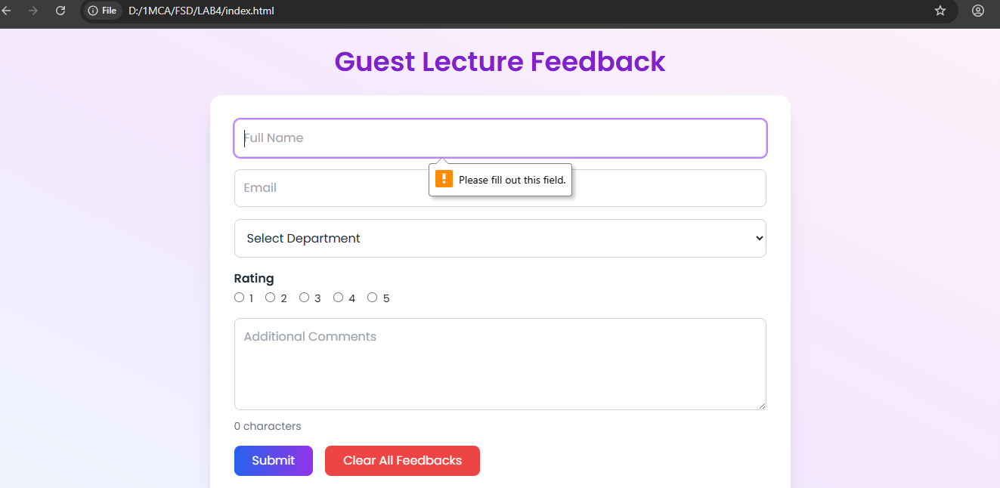 File D:/1MCA/FSD/LAB4/index.html
Guest Lecture Feedback
Full Name
Please fill out this field.
Email
Select Department
Rating
1 2 3 4 5
Additional Comments
0 characters
Submit Clear All Feedbacks